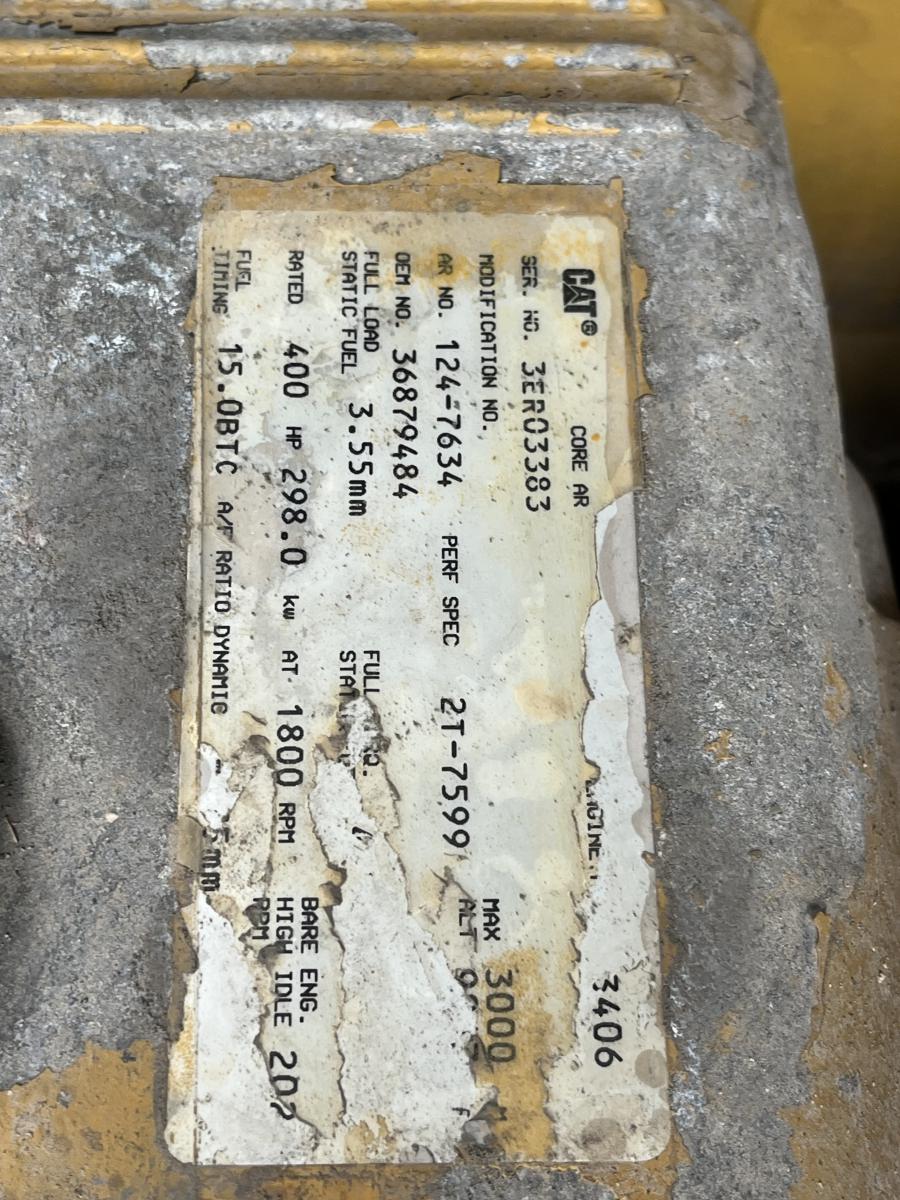 CAT® CORE AR 3406
SER. NO. 3ER03383
MODIFICATION NO. MAX 3000 M
AR NO. 124-7634 PERF SPEC 2T-7599 ALT
OEM NO. 36879484
FULL LOAD FULL
STATIC FUEL 3.55mm
BARE ENG.
RATED 400 HP 298.0 kw AT 1800 RPM HIGH IDLE
RPM
FUEL
TIMING 15.0BTC A/F RATIO DYNAMIC